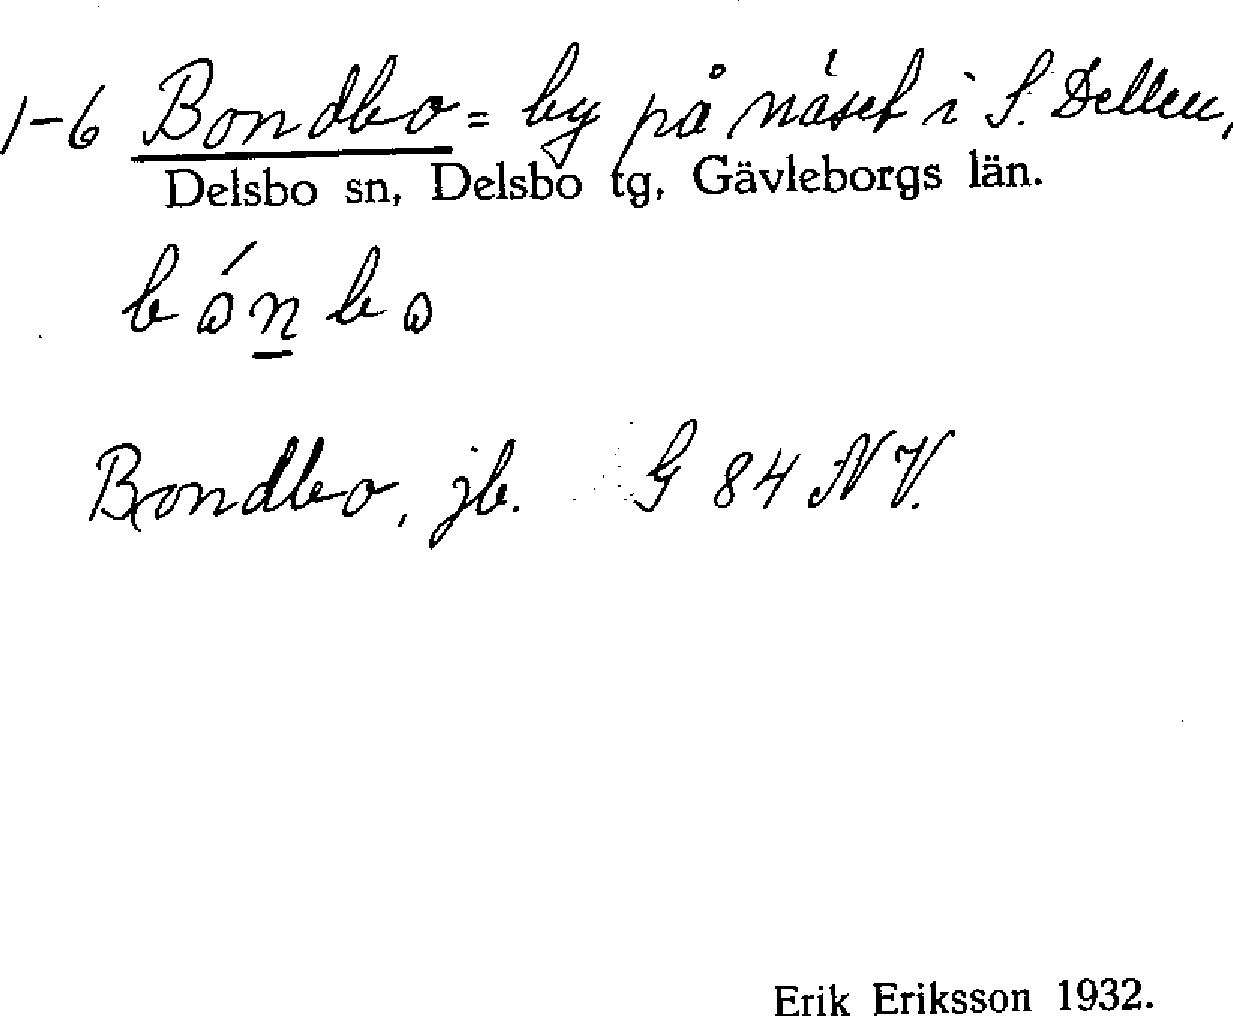 1-6 Bondbo = by på näset i S. Dellen,
Delsbo sn, Delsbo tg, Gävleborgs län.
Bondbo, jb. G 84 NV.
Erik Eriksson 1932.